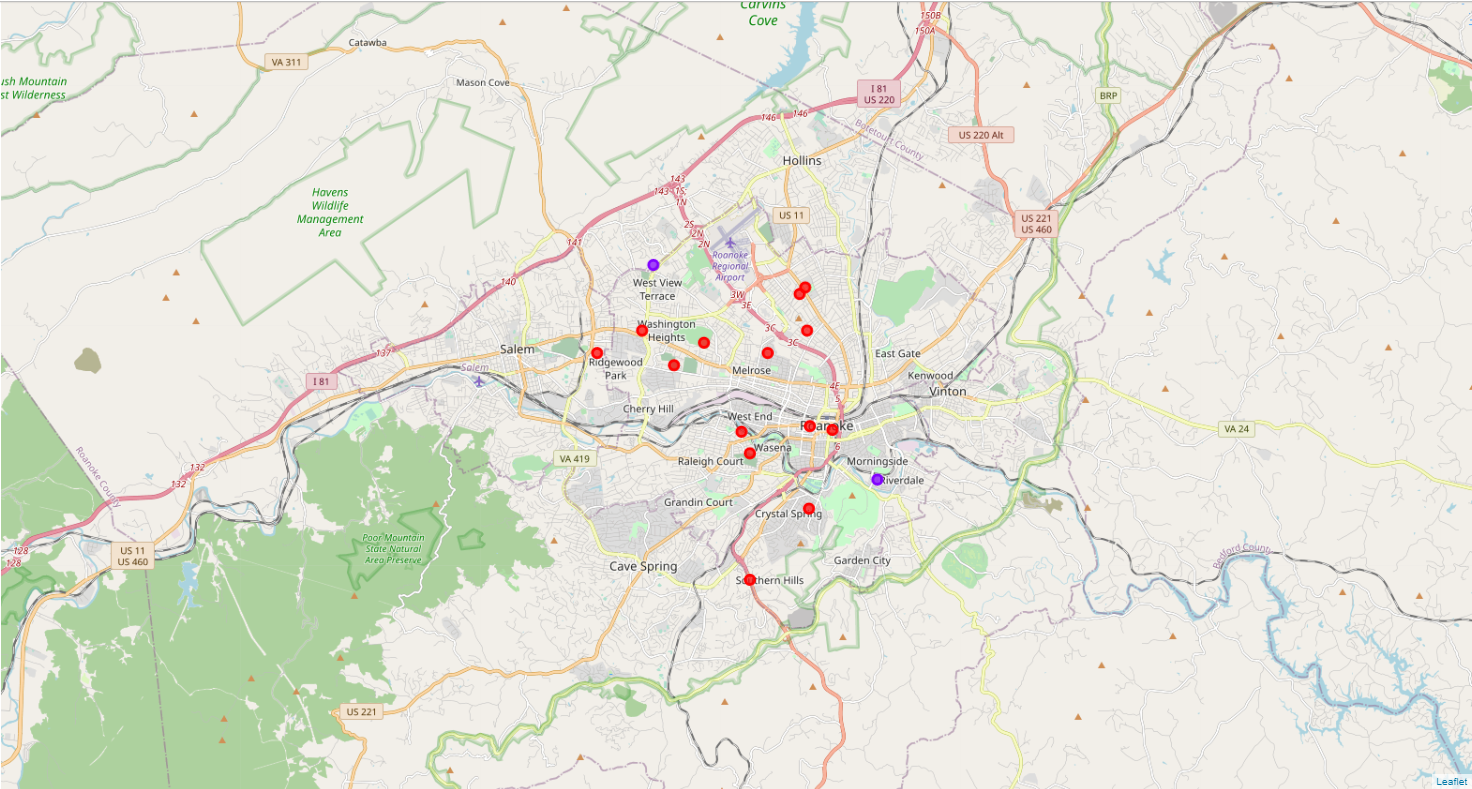 Carvins
Cove
150B
150A
Catawba
VA 311
Mason Cove
I 81
US 220
BRP
146
146
Botetourt County
US 220 Alt
Hollins
143
143
1S
1N
Havens
Wildlife
Management
Area
US 11
US 221
US 460
2S
2N
2N
141
Roanoke
Regional
Airport
140
West View
Terrace
3W
3E
Washington
Heights
3C
3C
Salem
137
Ridgewood
Park
Melrose
East Gate
Salem
Kenwood
Vinton
I 81
4E
5
Cherry Hill
West End
Roanoke
VA 24
6
Wasena
Raleigh Court
Morningside
VA 419
Roanoke County
132
132
Riverdale
Grandin Court
Crystal Spring
Poor Mountain
State Natural
Area Preserve
128
128
US 11
US 460
Cave Spring
Garden City
Bedford County
Southern Hills
US 221
Leaflet